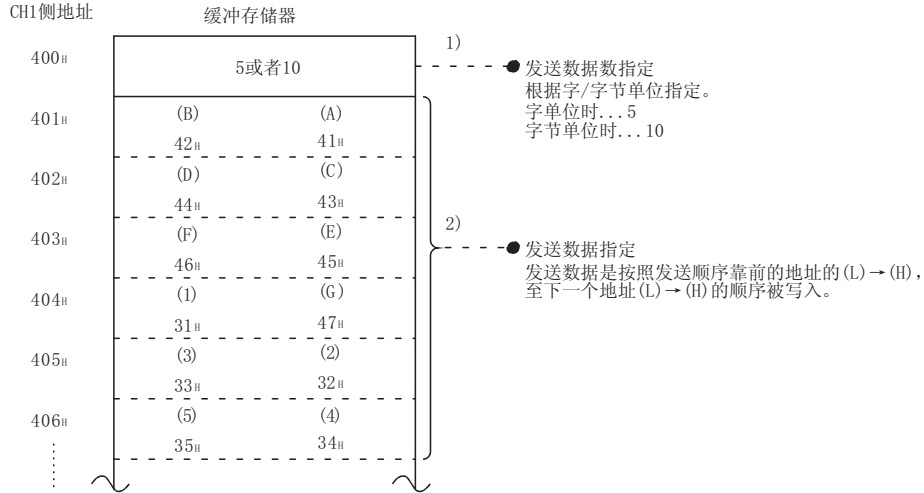 CH1侧地址
缓冲存储器
400H
5或者10
1)
发送数据数指定
根据字/字节单位指定。
字单位时...5
字节单位时...10
401H
(B) (A)
42H 41H
402H
(D) (C)
44H 43H
403H
(F) (E)
46H 45H
2)
发送数据指定
发送数据是按照发送顺序靠前的地址的(L)→(H),
至下一个地址(L)→(H)的顺序被写入。
404H
(1) (G)
31H 47H
405H
(3) (2)
33H 32H
406H
(5) (4)
35H 34H